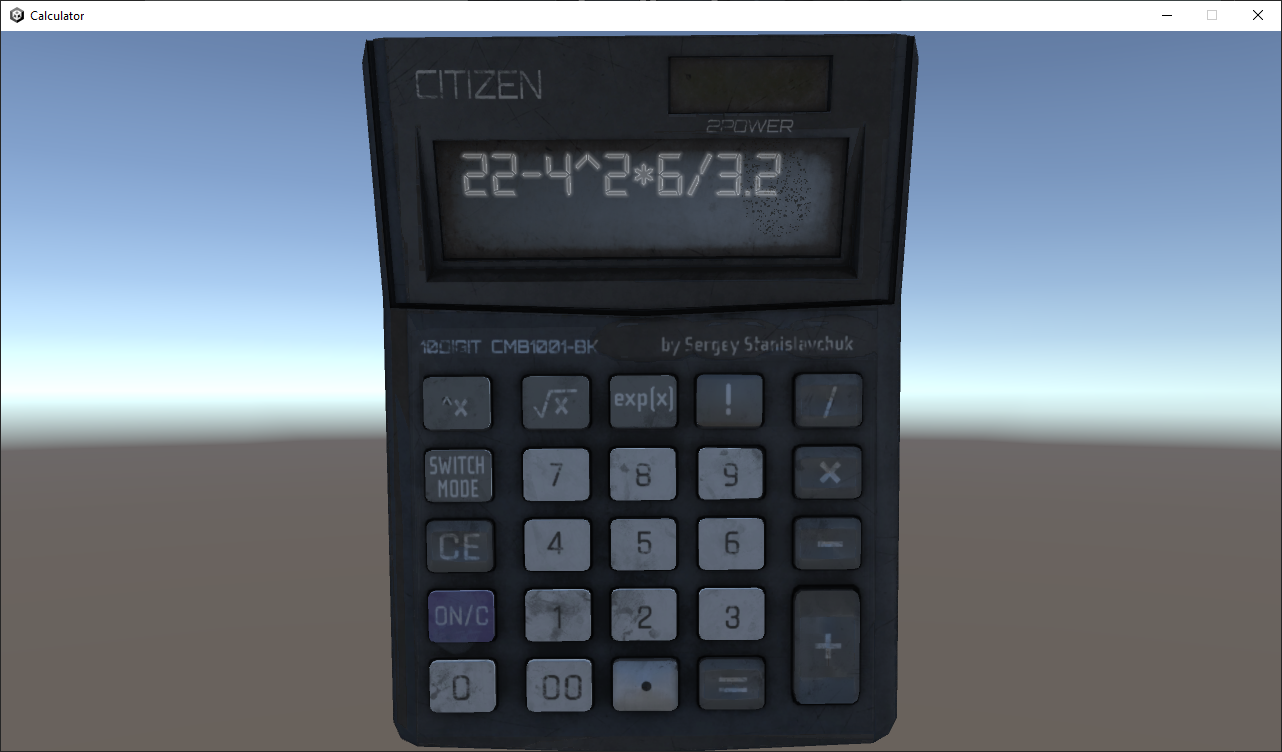 Calculator
CITIZEN
2POWER
22-4^2*6/3.2
10DIGIT CMB1001-BK
by Sergey Stanislavchuk
^x √x exp(x) ! /
SWITCH MODE 7 8 9 ×
CE 4 5 6 −
ON/C 1 2 3 +
0 00 . =